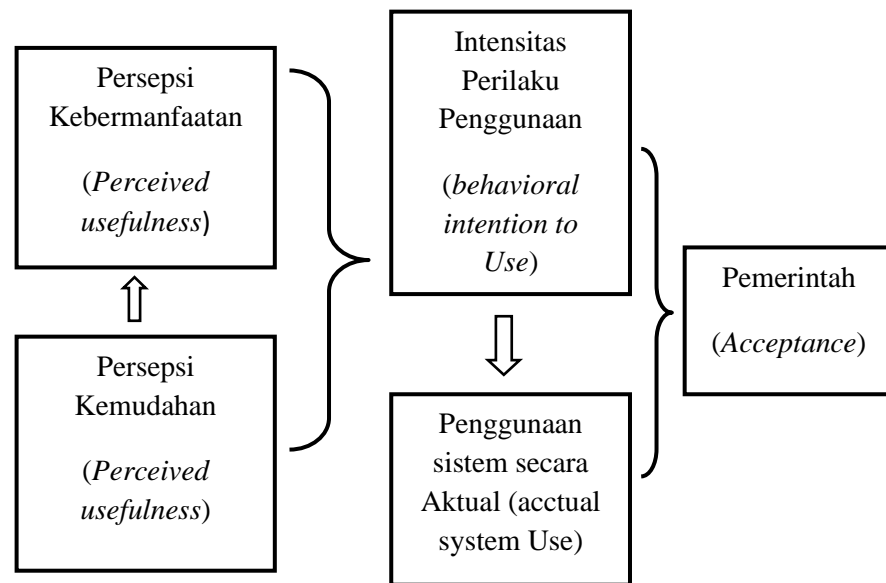 Persepsi
Kebermanfaatan
(Perceived
usefulness)
Persepsi
Kemudahan
(Perceived
usefulness)
Intensitas
Perilaku
Penggunaan
(behavioral
intention to
Use)
Penggunaan
sistem secara
Aktual (acctual
system Use)
Pemerintah
(Acceptance)